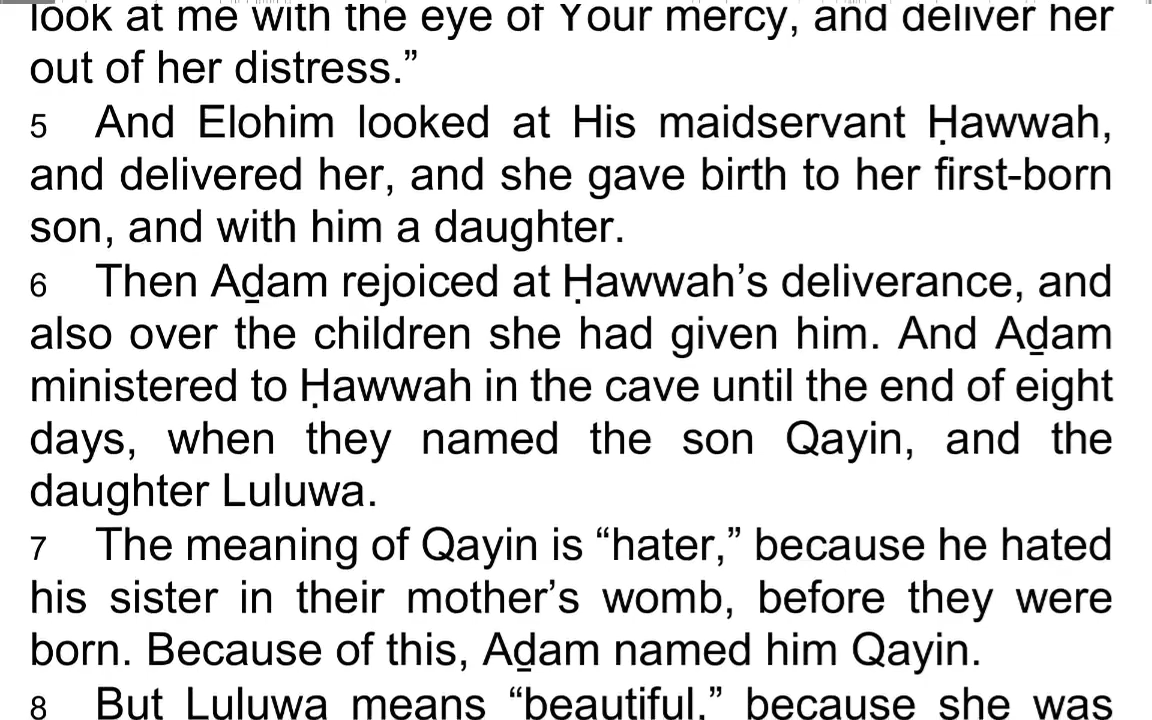 look at me with the eye of Your mercy, and deliver her
out of her distress.”
5 And Elohim looked at His maidservant Ḥawwah,
and delivered her, and she gave birth to her first-born
son, and with him a daughter.
6 Then Aḏam rejoiced at Ḥawwah’s deliverance, and
also over the children she had given him. And Aḏam
ministered to Ḥawwah in the cave until the end of eight
days, when they named the son Qayin, and the
daughter Luluwa.
7 The meaning of Qayin is “hater,” because he hated
his sister in their mother’s womb, before they were
born. Because of this, Aḏam named him Qayin.
8 But Luluwa means “beautiful,” because she was